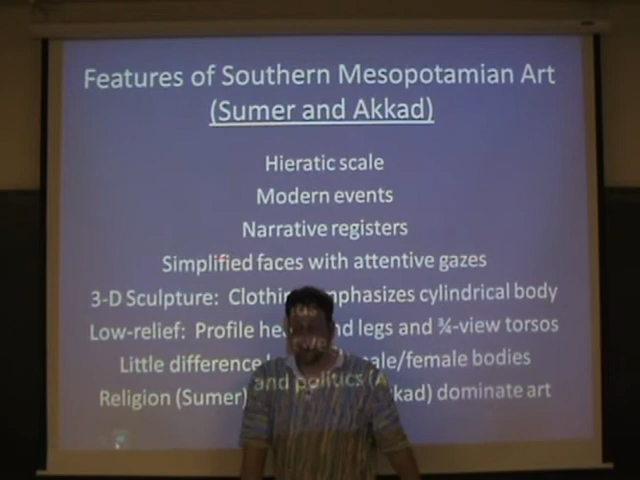 Features of Southern Mesopotamian Art
(Sumer and Akkad)
Hieratic scale
Modern events
Narrative registers
Simplified faces with attentive gazes
3-D Sculpture: Clothing emphasizes cylindrical body
Low-relief: Profile heads and legs and ¾-view torsos
Little difference male/female bodies
Religion (Sumer) and politics (Akkad) dominate art